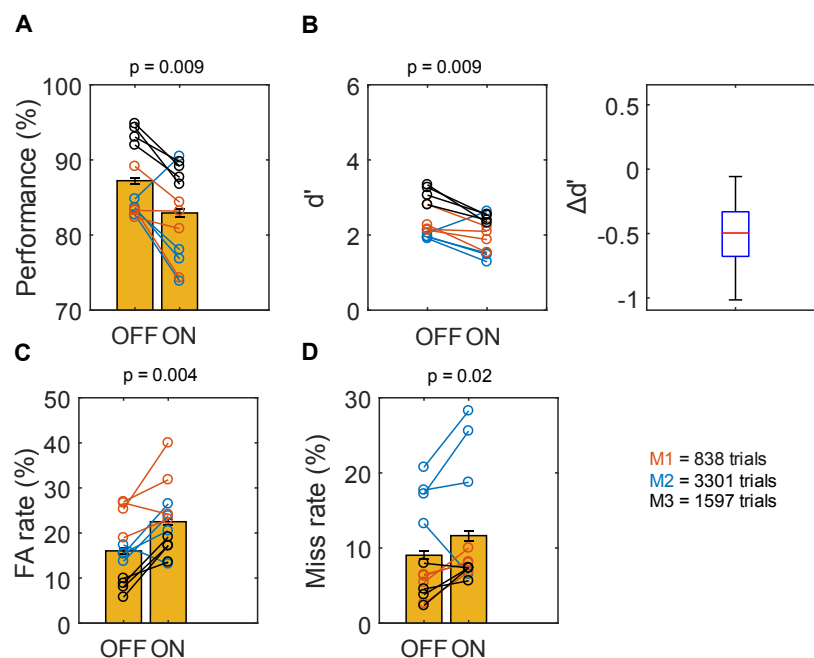 A
B
p = 0.009
p = 0.009
100
90
80
70
Performance (%)
OFF ON
6
4
2
0
d'
OFF ON
0.5
0
-0.5
-1
Δd'
C
D
p = 0.004
p = 0.02
50
40
30
20
10
0
FA rate (%)
OFF ON
30
20
10
0
Miss rate (%)
OFF ON
M1 = 838 trials
M2 = 3301 trials
M3 = 1597 trials